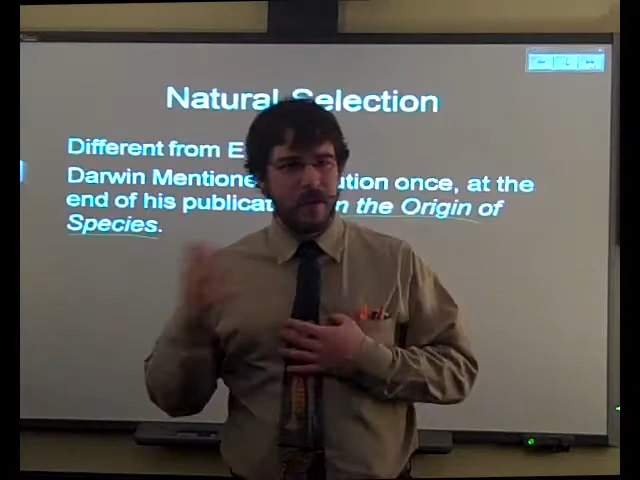 Natural Selection
Different from E
Darwin Mentione ution once, at the
end of his publicat n the Origin of
Species.